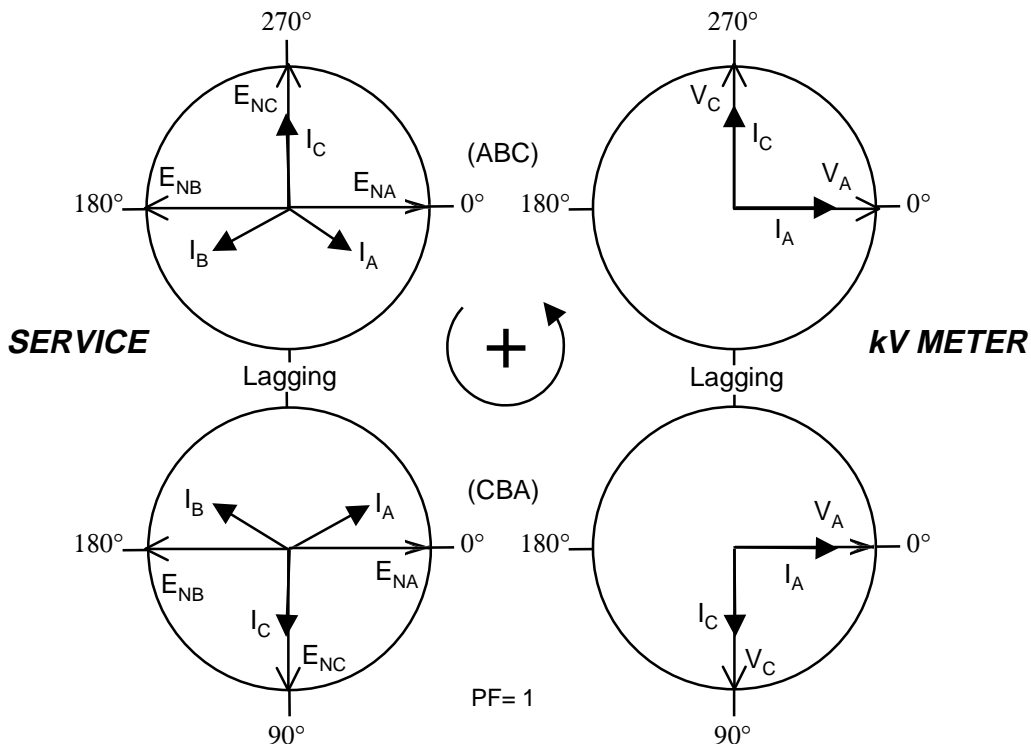 270°
270°
E_NC
I_C
(ABC)
V_C
I_C
E_NB
E_NA
V_A
180°
0°
180°
0°
I_B
I_A
I_A
SERVICE
+
kV METER
Lagging
Lagging
(CBA)
I_B
I_A
V_A
180°
0°
180°
0°
E_NB
E_NA
I_A
I_C
I_C
E_NC
V_C
PF= 1
90°
90°